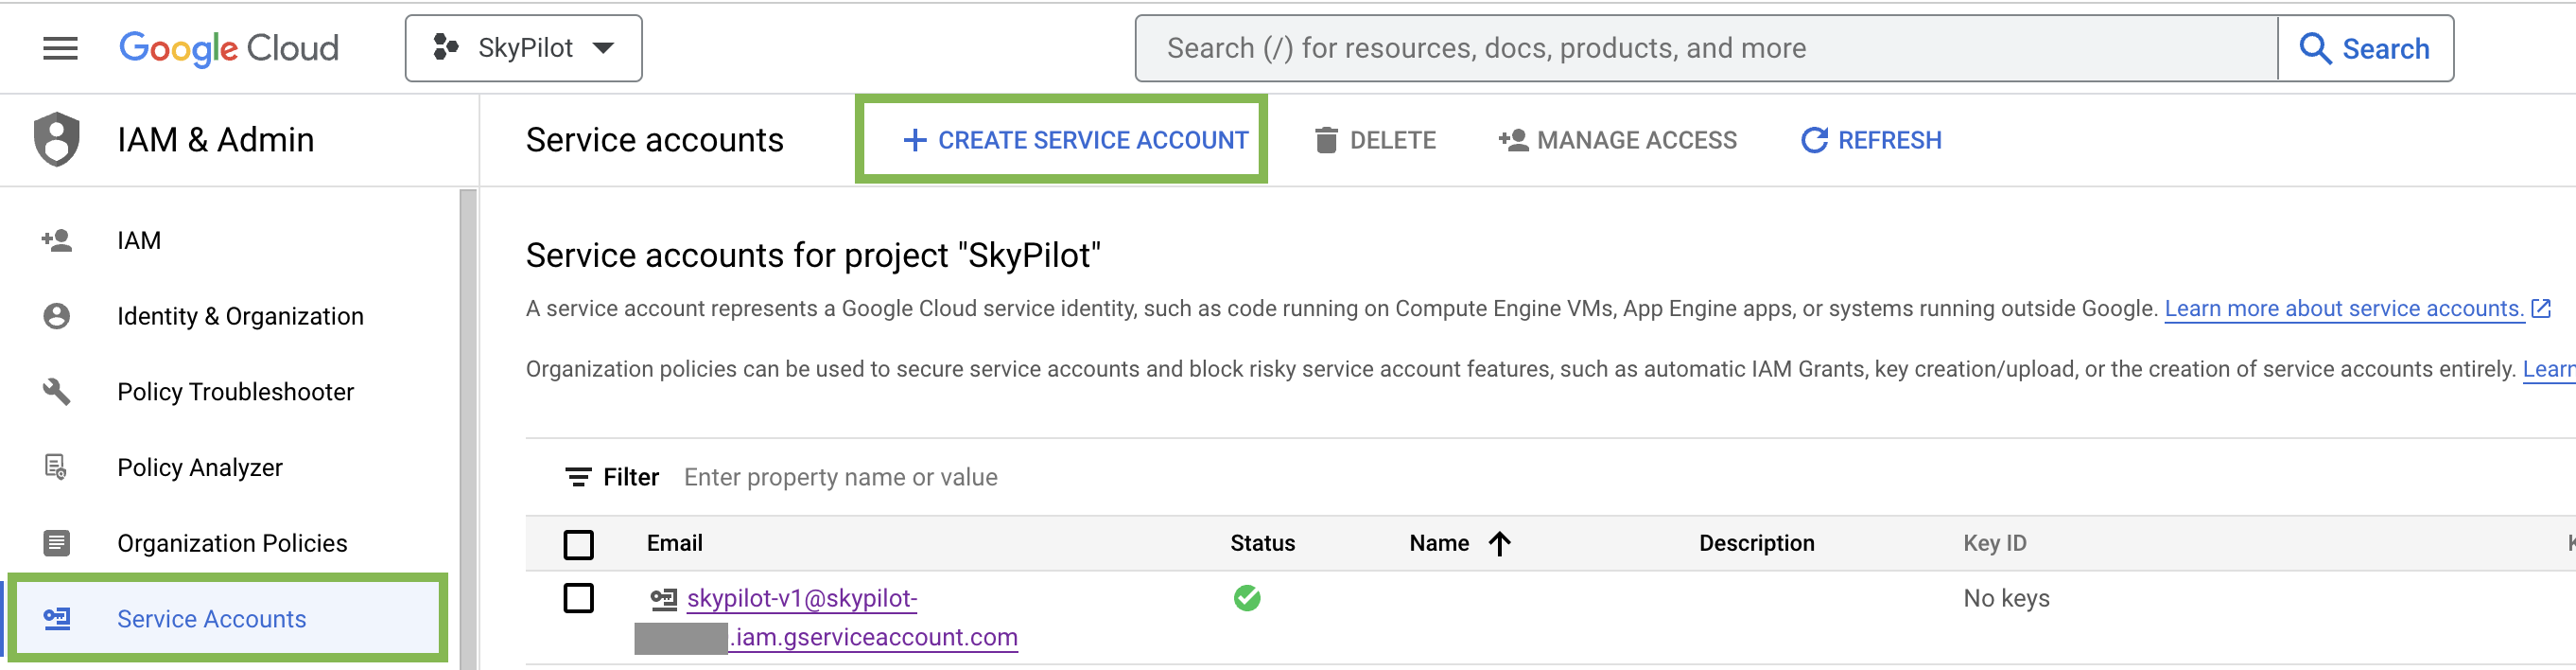 Google Cloud
SkyPilot
Search (/) for resources, docs, products, and more
Search
IAM & Admin
Service accounts
CREATE SERVICE ACCOUNT
DELETE
MANAGE ACCESS
REFRESH
IAM
Identity & Organization
Policy Troubleshooter
Policy Analyzer
Organization Policies
Service Accounts
Service accounts for project "SkyPilot"
A service account represents a Google Cloud service identity, such as code running on Compute Engine VMs, App Engine apps, or systems running outside Google. Learn more about service accounts.
Organization policies can be used to secure service accounts and block risky service account features, such as automatic IAM Grants, key creation/upload, or the creation of service accounts entirely. Learn
Filter Enter property name or value
Email Status Name Description Key ID
skypilot-v1@skypilot- No keys
.iam.gserviceaccount.com